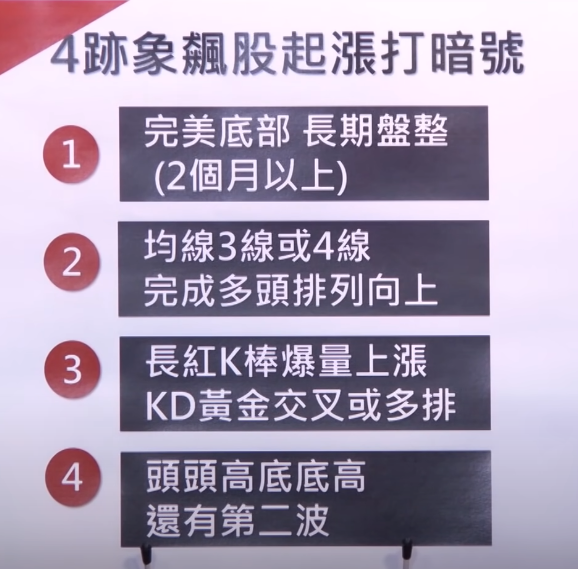 4跡象飆股起漲打暗號
1
完美底部 長期盤整
(2個月以上)
2
均線3線或4線
完成多頭排列向上
3
長紅K棒爆量上漲
KD黃金交叉或多排
4
頭頭高底底高
還有第二波